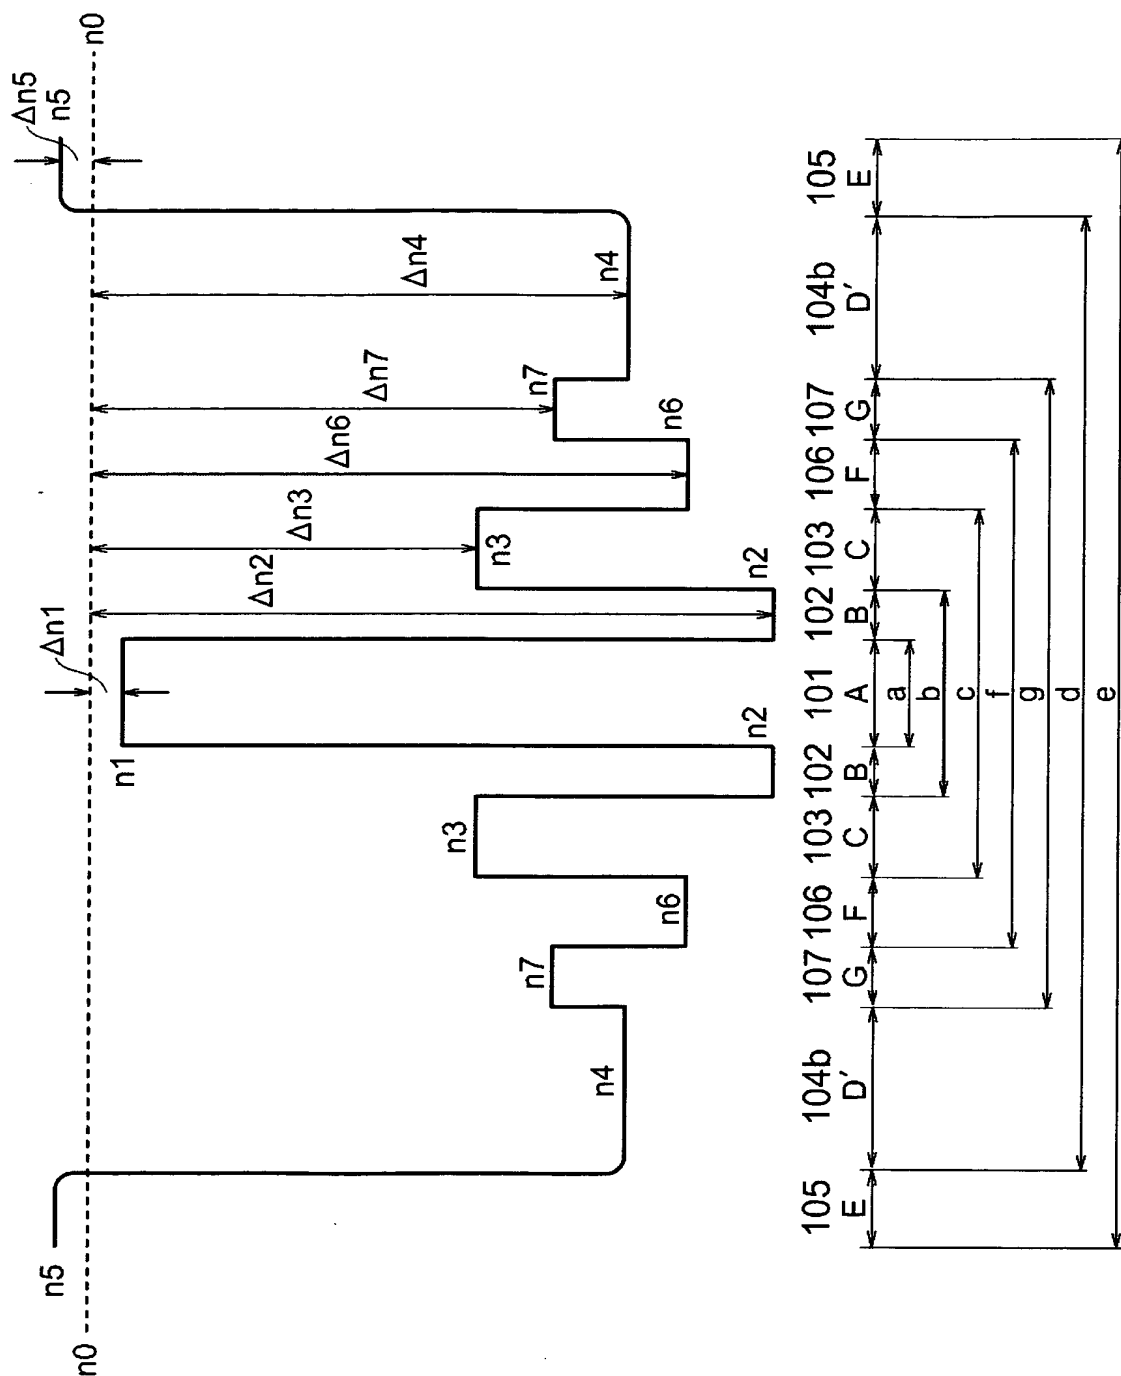 Δn5
n5 Δn1 n5
n0 n0
n1
Δn2
Δn3
Δn6
Δn7
Δn4
n3 n3
n7 n7
n4 n4
n6 n6
n2 n2
105 104b 107 106 103 102 101 102 103 106 107 104b 105
E D′ G F C B A B C F G D′ E
a
b
c
f
g
d
e